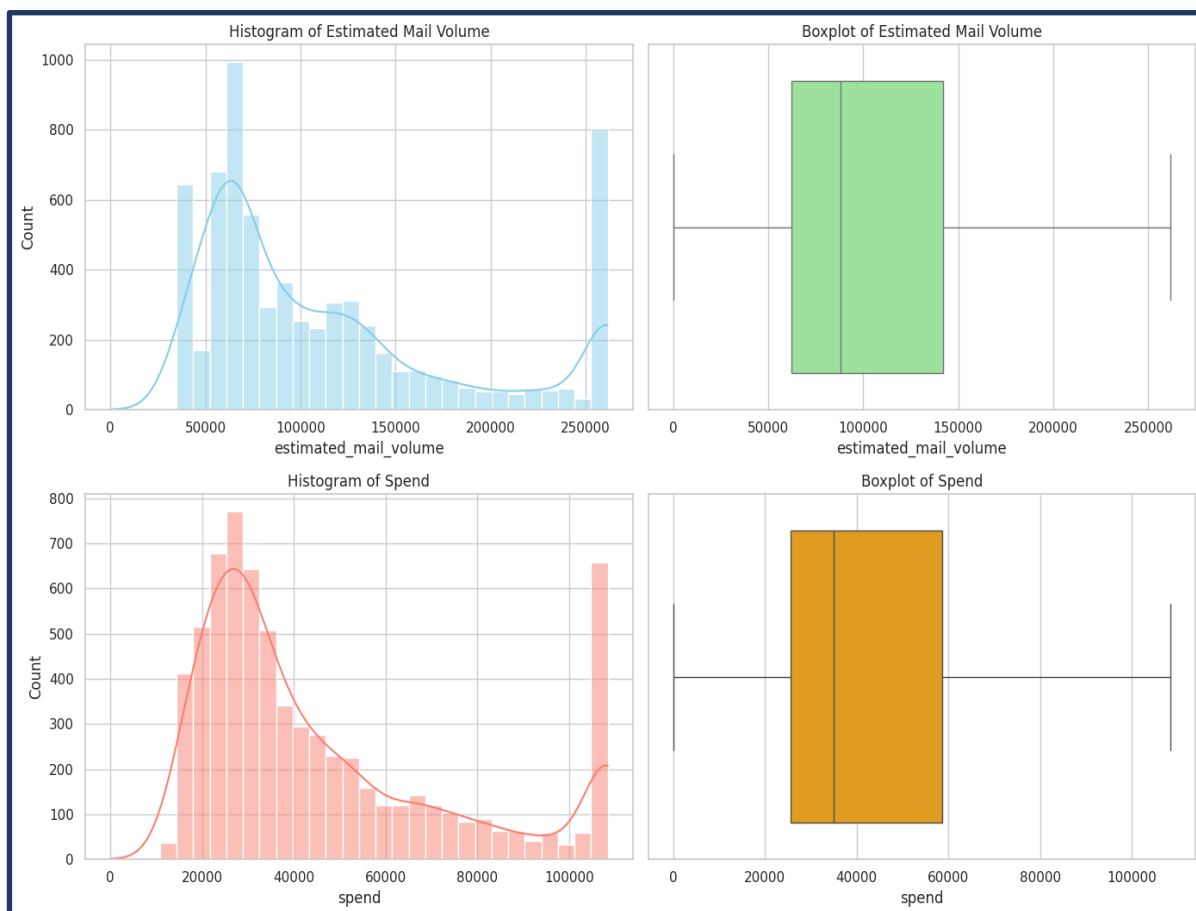 Histogram of Estimated Mail Volume
1000
800
600
400
200
0
Count
0 50000 100000 150000 200000 250000
estimated_mail_volume
Boxplot of Estimated Mail Volume
0 50000 100000 150000 200000 250000
estimated_mail_volume
Histogram of Spend
800
700
600
500
400
300
200
100
0
Count
0 20000 40000 60000 80000 100000
spend
Boxplot of Spend
0 20000 40000 60000 80000 100000
spend